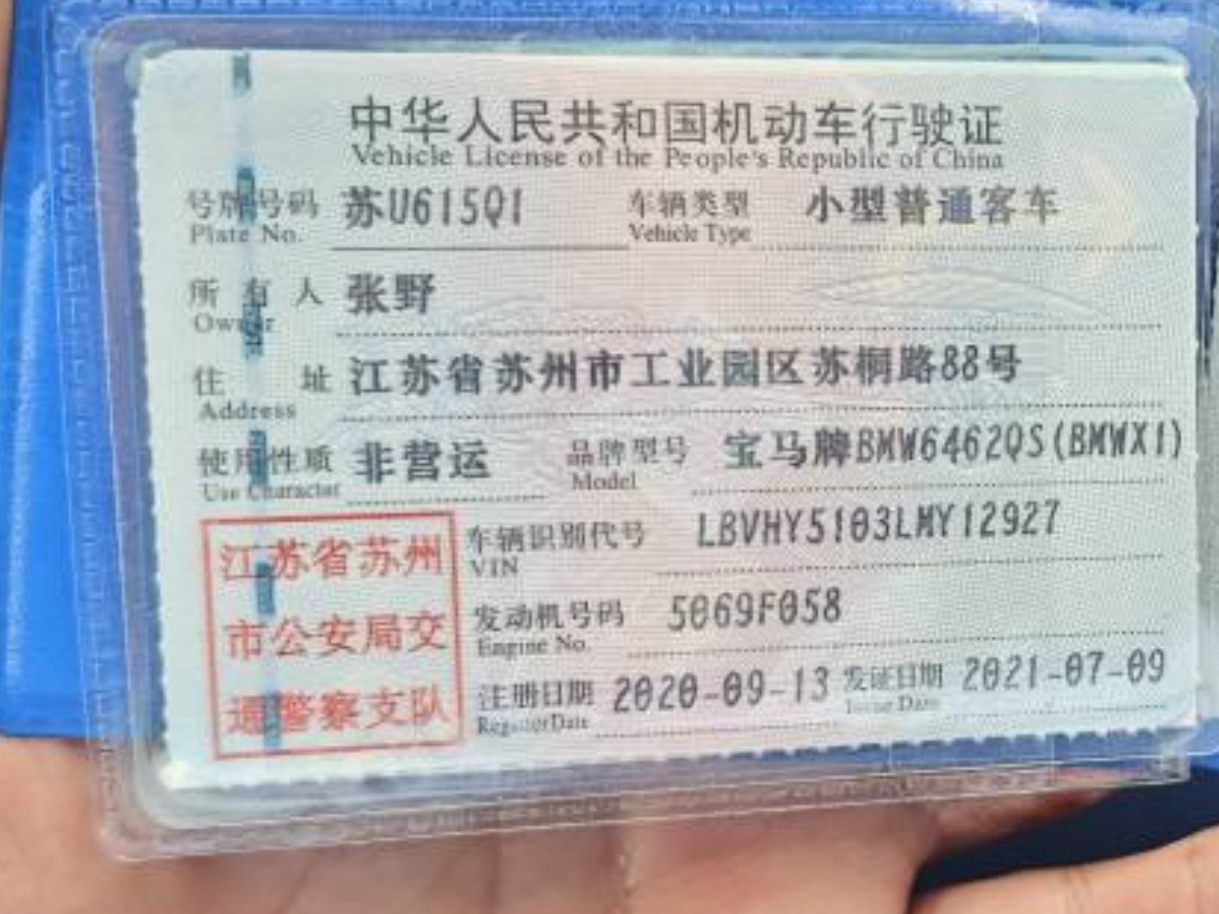 中华人民共和国机动车行驶证
Vehicle License of the People's Republic of China
号牌号码 苏U615Q1 车辆类型 小型普通客车
Plate No. Vehicle Type
所有人 张野
Owner
住址 江苏省苏州市工业园区苏桐路88号
Address
使用性质 非营运 品牌型号 宝马牌BMW6462QS(BMWX1)
Use Character Model
车辆识别代号 LBVHY5103LMY12927
VIN
发动机号码 5069F058
Engine No.
注册日期 2020-09-13 发证日期 2021-07-09
Register Date Issue Date
江苏省苏州
市公安局交
通警察支队